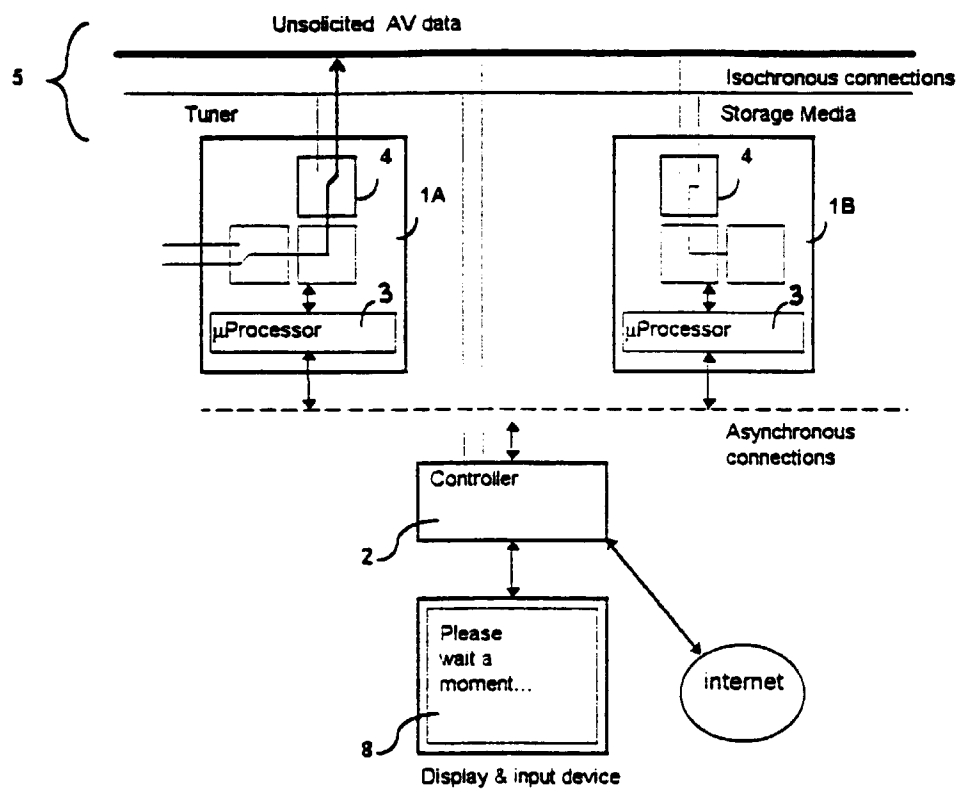 Unsolicited AV data
5
Isochronous connections
Tuner
Storage Media
4
4
1A
1B
3
3
µProcessor
µProcessor
Asynchronous
connections
Controller
2
Please
wait a
moment...
internet
8
Display & input device